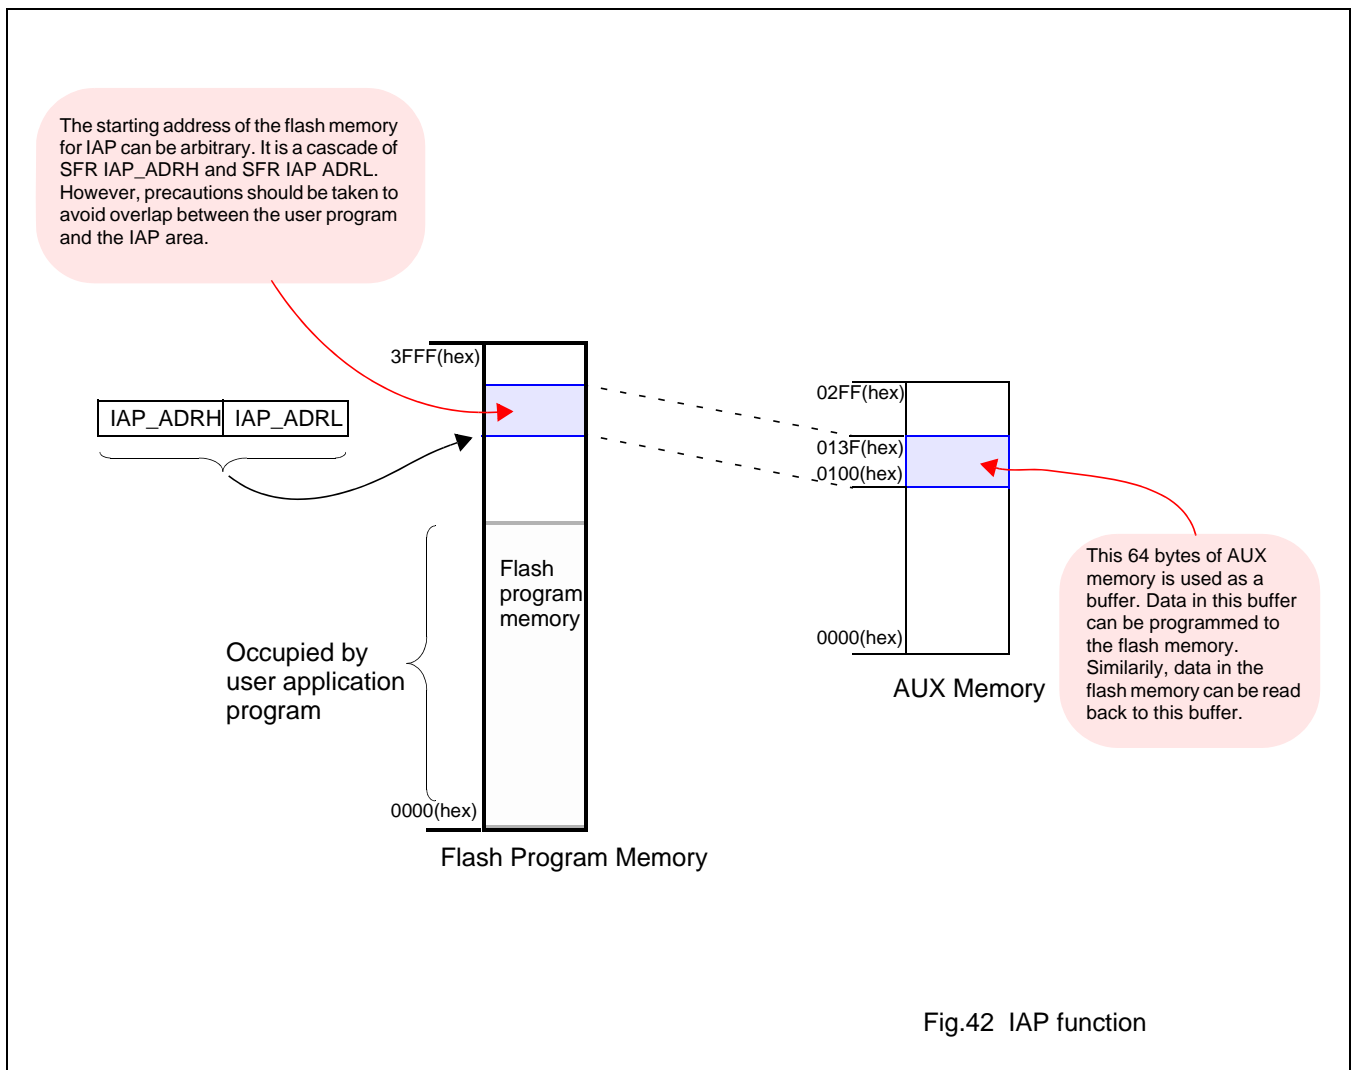 The starting address of the flash memory
for IAP can be arbitrary. It is a cascade of
SFR IAP_ADRH and SFR IAP ADRL.
However, precautions should be taken to
avoid overlap between the user program
and the IAP area.
3FFF(hex)
IAP_ADRH IAP_ADRL
02FF(hex)
013F(hex)
0100(hex)
Flash
program
memory
Occupied by
user application
program
0000(hex)
Flash Program Memory
0000(hex)
AUX Memory
This 64 bytes of AUX
memory is used as a
buffer. Data in this buffer
can be programmed to
the flash memory.
Similarily, data in the
flash memory can be read
back to this buffer.
Fig.42 IAP function